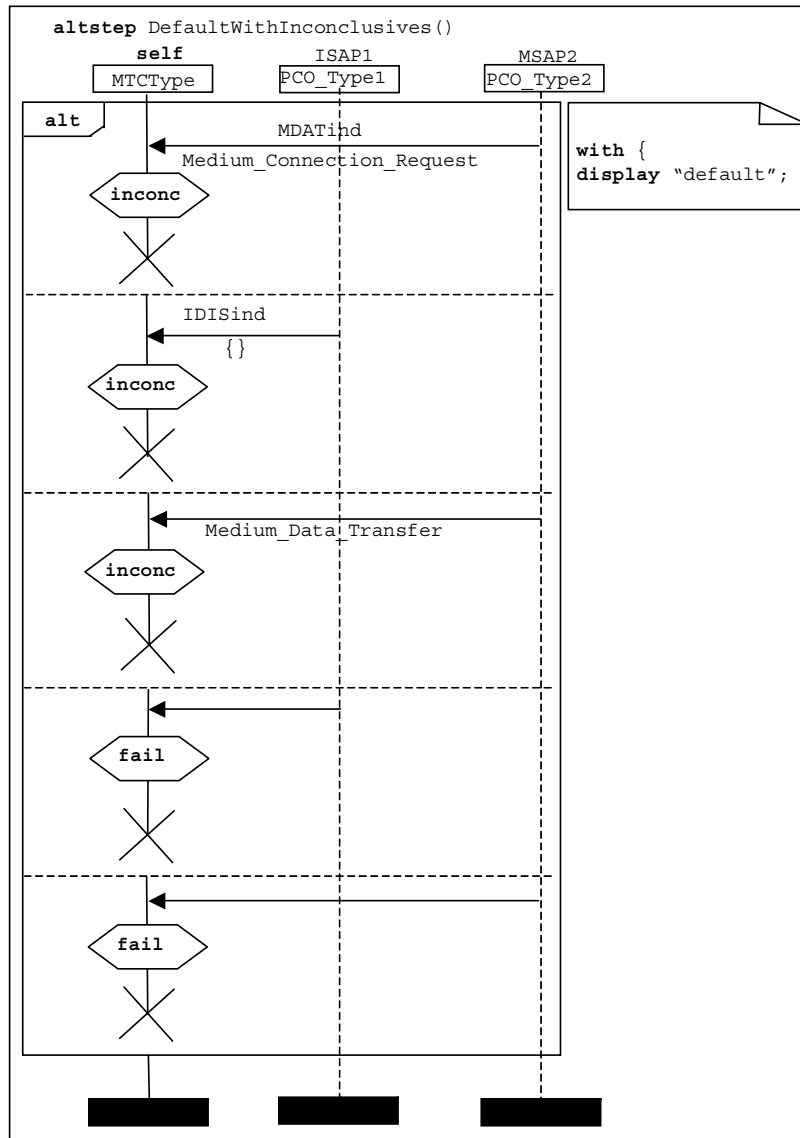 altstep DefaultWithInconclusives()
self ISAP1 MSAP2
MTCType PCO_Type1 PCO_Type2
alt
MDATind
Medium_Connection_Request
inconc
with {
display “default”;
IDISind
{}
inconc
Medium_Data_Transfer
inconc
fail
fail